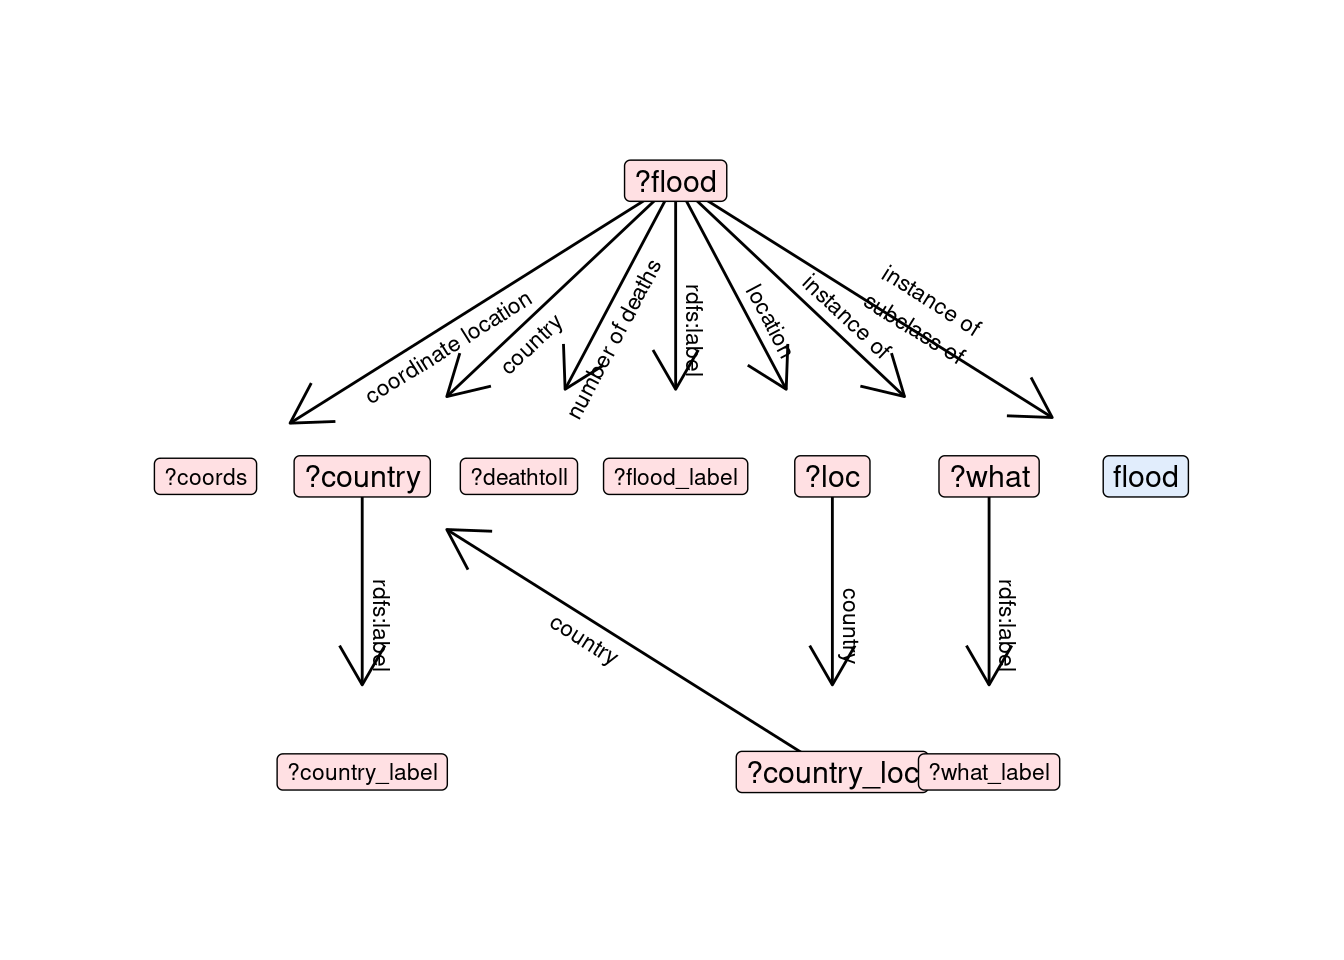 ?flood
coordinate location
country
number of deaths
rdfs:label
location
instance of
instance of
subclass of
?coords
?country
?deathtoll
?flood_label
?loc
?what
flood
rdfs:label
country
country
rdfs:label
?country_label
?country_loc
?what_label